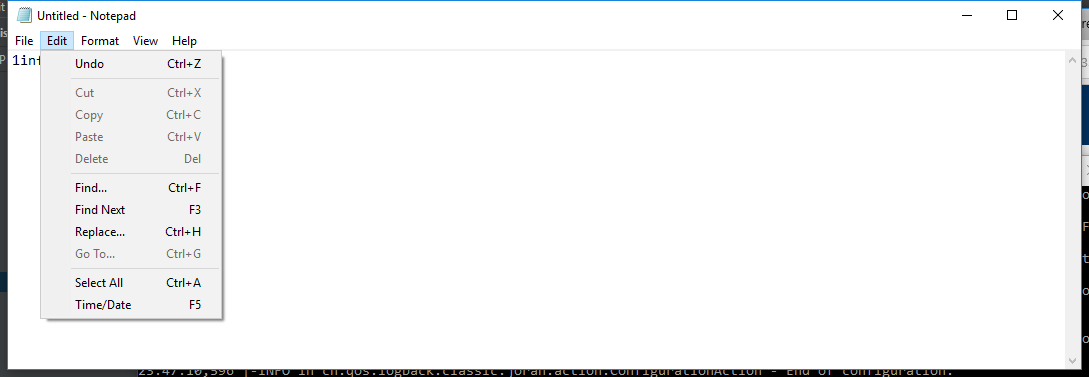 Untitled - Notepad
File Edit Format View Help
1inf
Undo Ctrl+Z
Cut Ctrl+X
Copy Ctrl+C
Paste Ctrl+V
Delete Del
Find... Ctrl+F
Find Next F3
Replace... Ctrl+H
Go To... Ctrl+G
Select All Ctrl+A
Time/Date F5
23:47:10,596 |-INFO in ch.qos.logback.classic.joran.action.ConfigurationAction - End of configuration.